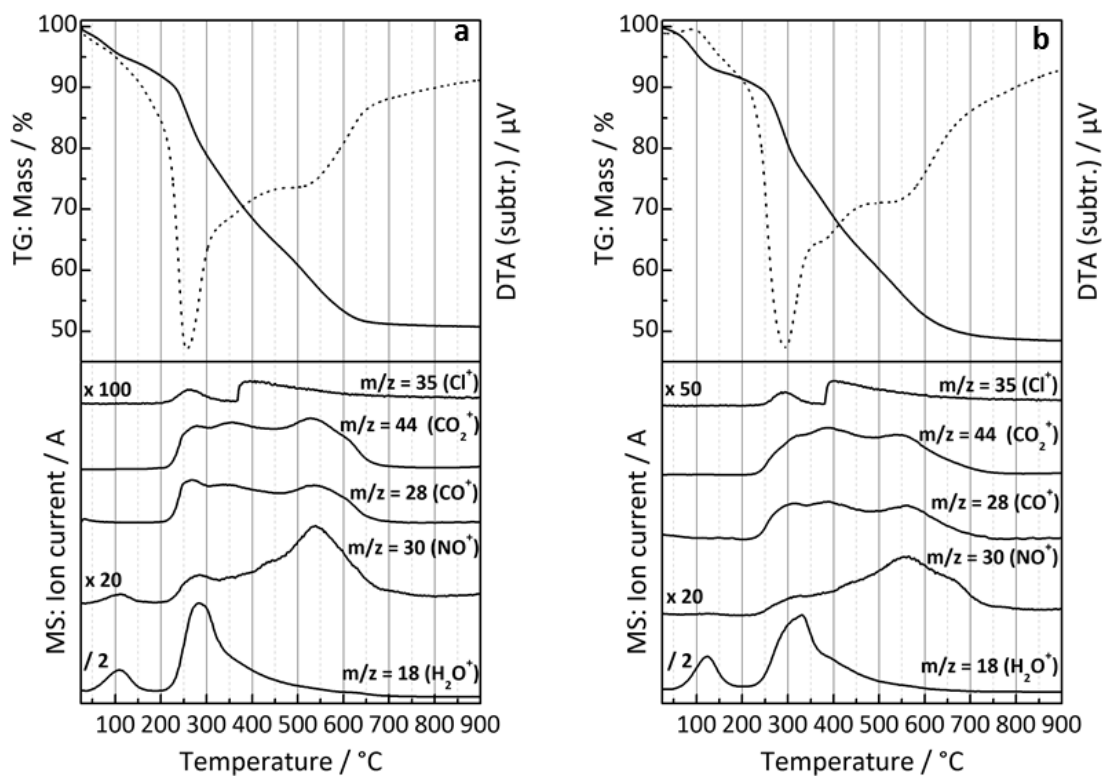 a
100
90
80
70
60
50
TG: Mass / %
DTA (subtr.) / µV
x 100
m/z = 35 (Cl⁺)
m/z = 44 (CO₂⁺)
m/z = 28 (CO⁺)
m/z = 30 (NO⁺)
x 20
/ 2
m/z = 18 (H₂O⁺)
MS: Ion current / A
100 200 300 400 500 600 700 800 900
Temperature / °C
b
100
90
80
70
60
50
TG: Mass / %
DTA (subtr.) / µV
x 50
m/z = 35 (Cl⁺)
m/z = 44 (CO₂⁺)
m/z = 28 (CO⁺)
m/z = 30 (NO⁺)
x 20
/ 2
m/z = 18 (H₂O⁺)
MS: Ion current / A
100 200 300 400 500 600 700 800 900
Temperature / °C